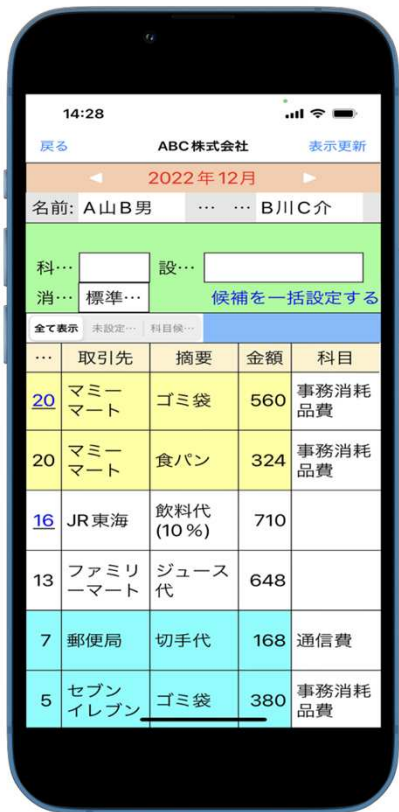 14:28
戻る ABC株式会社 表示更新
2022年12月
名前: A山B男 … … B川C介
科… 設…
消… 標準… 候補を一括設定する
全て表示 未設定… 科目候…
… 取引先 摘要 金額 科目
20 マミーマート ゴミ袋 560 事務消耗品費
20 マミーマート 食パン 324 事務消耗品費
16 JR東海 飲料代(10%) 710
13 ファミリーマート ジュース代 648
7 郵便局 切手代 168 通信費
5 セブンイレブン ゴミ袋 380 事務消耗品費